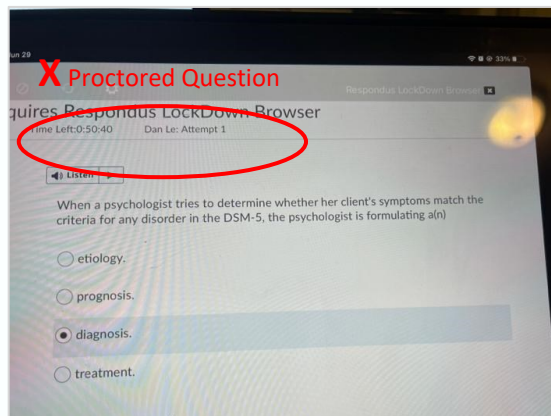 un 29
33%
X Proctored Question
Respondus LockDown Browser
quires Respondus LockDown Browser
Time Left:0:50:40 Dan Le: Attempt 1
Listen
When a psychologist tries to determine whether her client's symptoms match the
criteria for any disorder in the DSM-5, the psychologist is formulating a(n)
etiology.
prognosis.
diagnosis.
treatment.